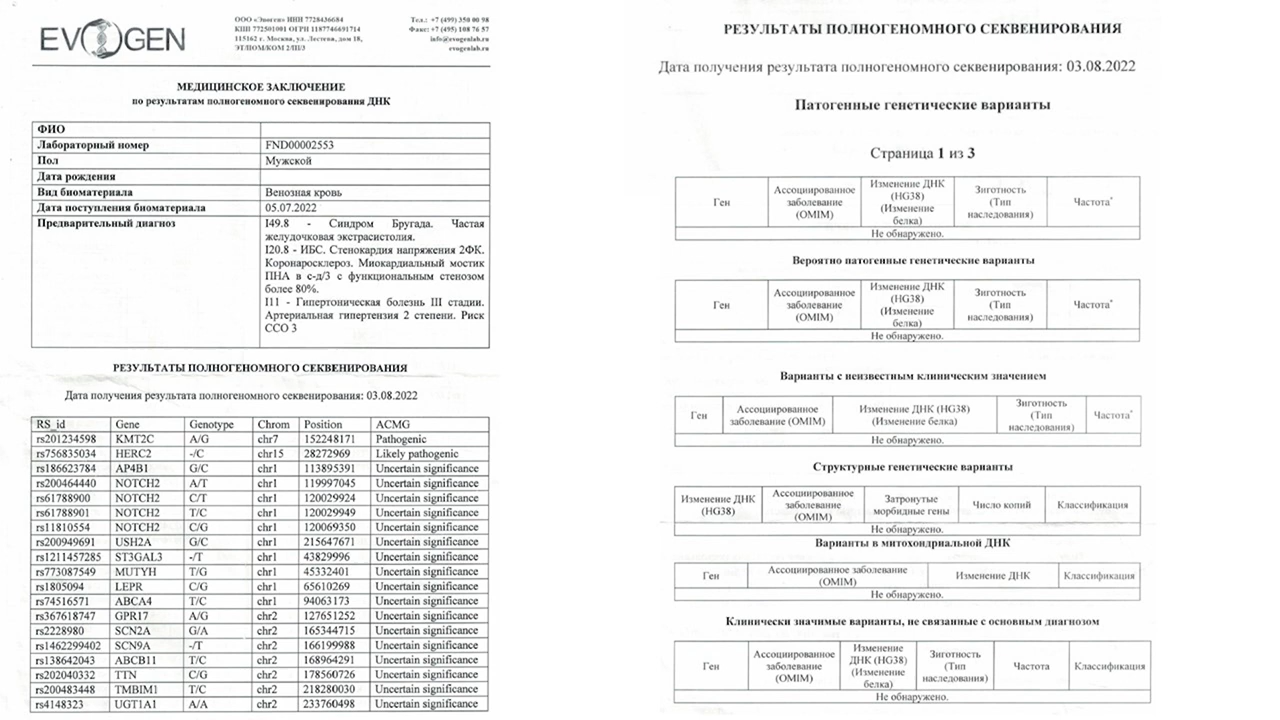 EVOGEN
ООО «Эвоген» ИНН 7728436684
КПП 772501001 ОГРН 1187746691714
115162 г. Москва, ул. Лестева, дом 18,
ЭТ/ПОМ/КОМ 2/III/3
Тел.: +7 (499) 350 00 98
Факс: +7 (495) 108 76 57
info@evogenlab.ru
evogenlab.ru
МЕДИЦИНСКОЕ ЗАКЛЮЧЕНИЕ
по результатам полногеномного секвенирования ДНК
ФИО
Лабораторный номер FND00002553
Пол Мужской
Дата рождения
Вид биоматериала Венозная кровь
Дата поступления биоматериала 05.07.2022
Предварительный диагноз I49.8 - Синдром Бругада. Частая
желудочковая экстрасистолия.
I20.8 - ИБС. Стенокардия напряжения 2ФК.
Коронаросклероз. Миокардиальный мостик
ПНА в с-д/3 с функциональным стенозом
более 80%.
I11 - Гипертоническая болезнь III стадии.
Артериальная гипертензия 2 степени. Риск
ССО 3
РЕЗУЛЬТАТЫ ПОЛНОГЕНОМНОГО СЕКВЕНИРОВАНИЯ
Дата получения результата полногеномного секвенирования: 03.08.2022
RS_id Gene Genotype Chrom Position ACMG
rs201234598 KMT2C A/G chr7 152248171 Pathogenic
rs756835034 HERC2 -/C chr15 28272969 Likely pathogenic
rs186623784 AP4B1 G/C chr1 113895391 Uncertain significance
rs200464440 NOTCH2 A/T chr1 119997045 Uncertain significance
rs61788900 NOTCH2 C/T chr1 120029924 Uncertain significance
rs61788901 NOTCH2 T/C chr1 120029949 Uncertain significance
rs11810554 NOTCH2 C/G chr1 120069350 Uncertain significance
rs200949691 USH2A G/C chr1 215647671 Uncertain significance
rs1211457285 ST3GAL3 -/T chr1 43829996 Uncertain significance
rs773087549 MUTYH T/G chr1 45332401 Uncertain significance
rs1805094 LEPR C/G chr1 65610269 Uncertain significance
rs74516571 ABCA4 T/C chr1 94063173 Uncertain significance
rs367618747 GPR17 A/G chr2 127651252 Uncertain significance
rs2228980 SCN2A G/A chr2 165344715 Uncertain significance
rs1462299402 SCN9A -/T chr2 166199988 Uncertain significance
rs138642043 ABCB11 T/C chr2 168964291 Uncertain significance
rs202040332 TTN C/G chr2 178560726 Uncertain significance
rs200483448 TMBIM1 T/C chr2 218280030 Uncertain significance
rs4148323 UGT1A1 A/A chr2 233760498 Uncertain significance
РЕЗУЛЬТАТЫ ПОЛНОГЕНОМНОГО СЕКВЕНИРОВАНИЯ
Дата получения результата полногеномного секвенирования: 03.08.2022
Патогенные генетические варианты
Страница 1 из 3
Ген Ассоциированное заболевание (OMIM) Изменение ДНК (HG38) (Изменение белка) Зиготность (Тип наследования) Частота*
Не обнаружено.
Вероятно патогенные генетические варианты
Ген Ассоциированное заболевание (OMIM) Изменение ДНК (HG38) (Изменение белка) Зиготность (Тип наследования) Частота*
Не обнаружено.
Варианты с неизвестным клиническим значением
Ген Ассоциированное заболевание (OMIM) Изменение ДНК (HG38) (Изменение белка) Зиготность (Тип наследования) Частота*
Не обнаружено.
Структурные генетические варианты
Изменение ДНК (HG38) Ассоциированное заболевание (OMIM) Затронутые морбидные гены Число копий Классификация
Не обнаружено.
Варианты в митохондриальной ДНК
Ген Ассоциированное заболевание (OMIM) Изменение ДНК Классификация
Не обнаружено.
Клинически значимые варианты, не связанные с основным диагнозом
Ген Ассоциированное заболевание (OMIM) Изменение ДНК (HG38) (Изменение белка) Зиготность (Тип наследования) Частота Классификация
Не обнаружено.